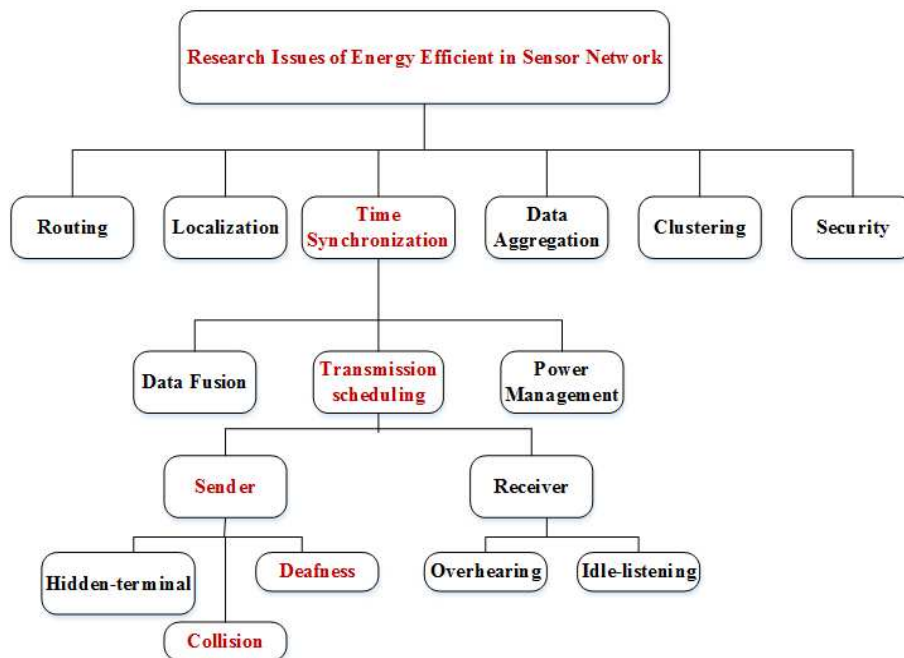 Research Issues of Energy Efficient in Sensor Network
Routing
Localization
Time
Synchronization
Data
Aggregation
Clustering
Security
Data Fusion
Transmission
scheduling
Power
Management
Sender
Receiver
Hidden-terminal
Deafness
Overhearing
Idle-listening
Collision